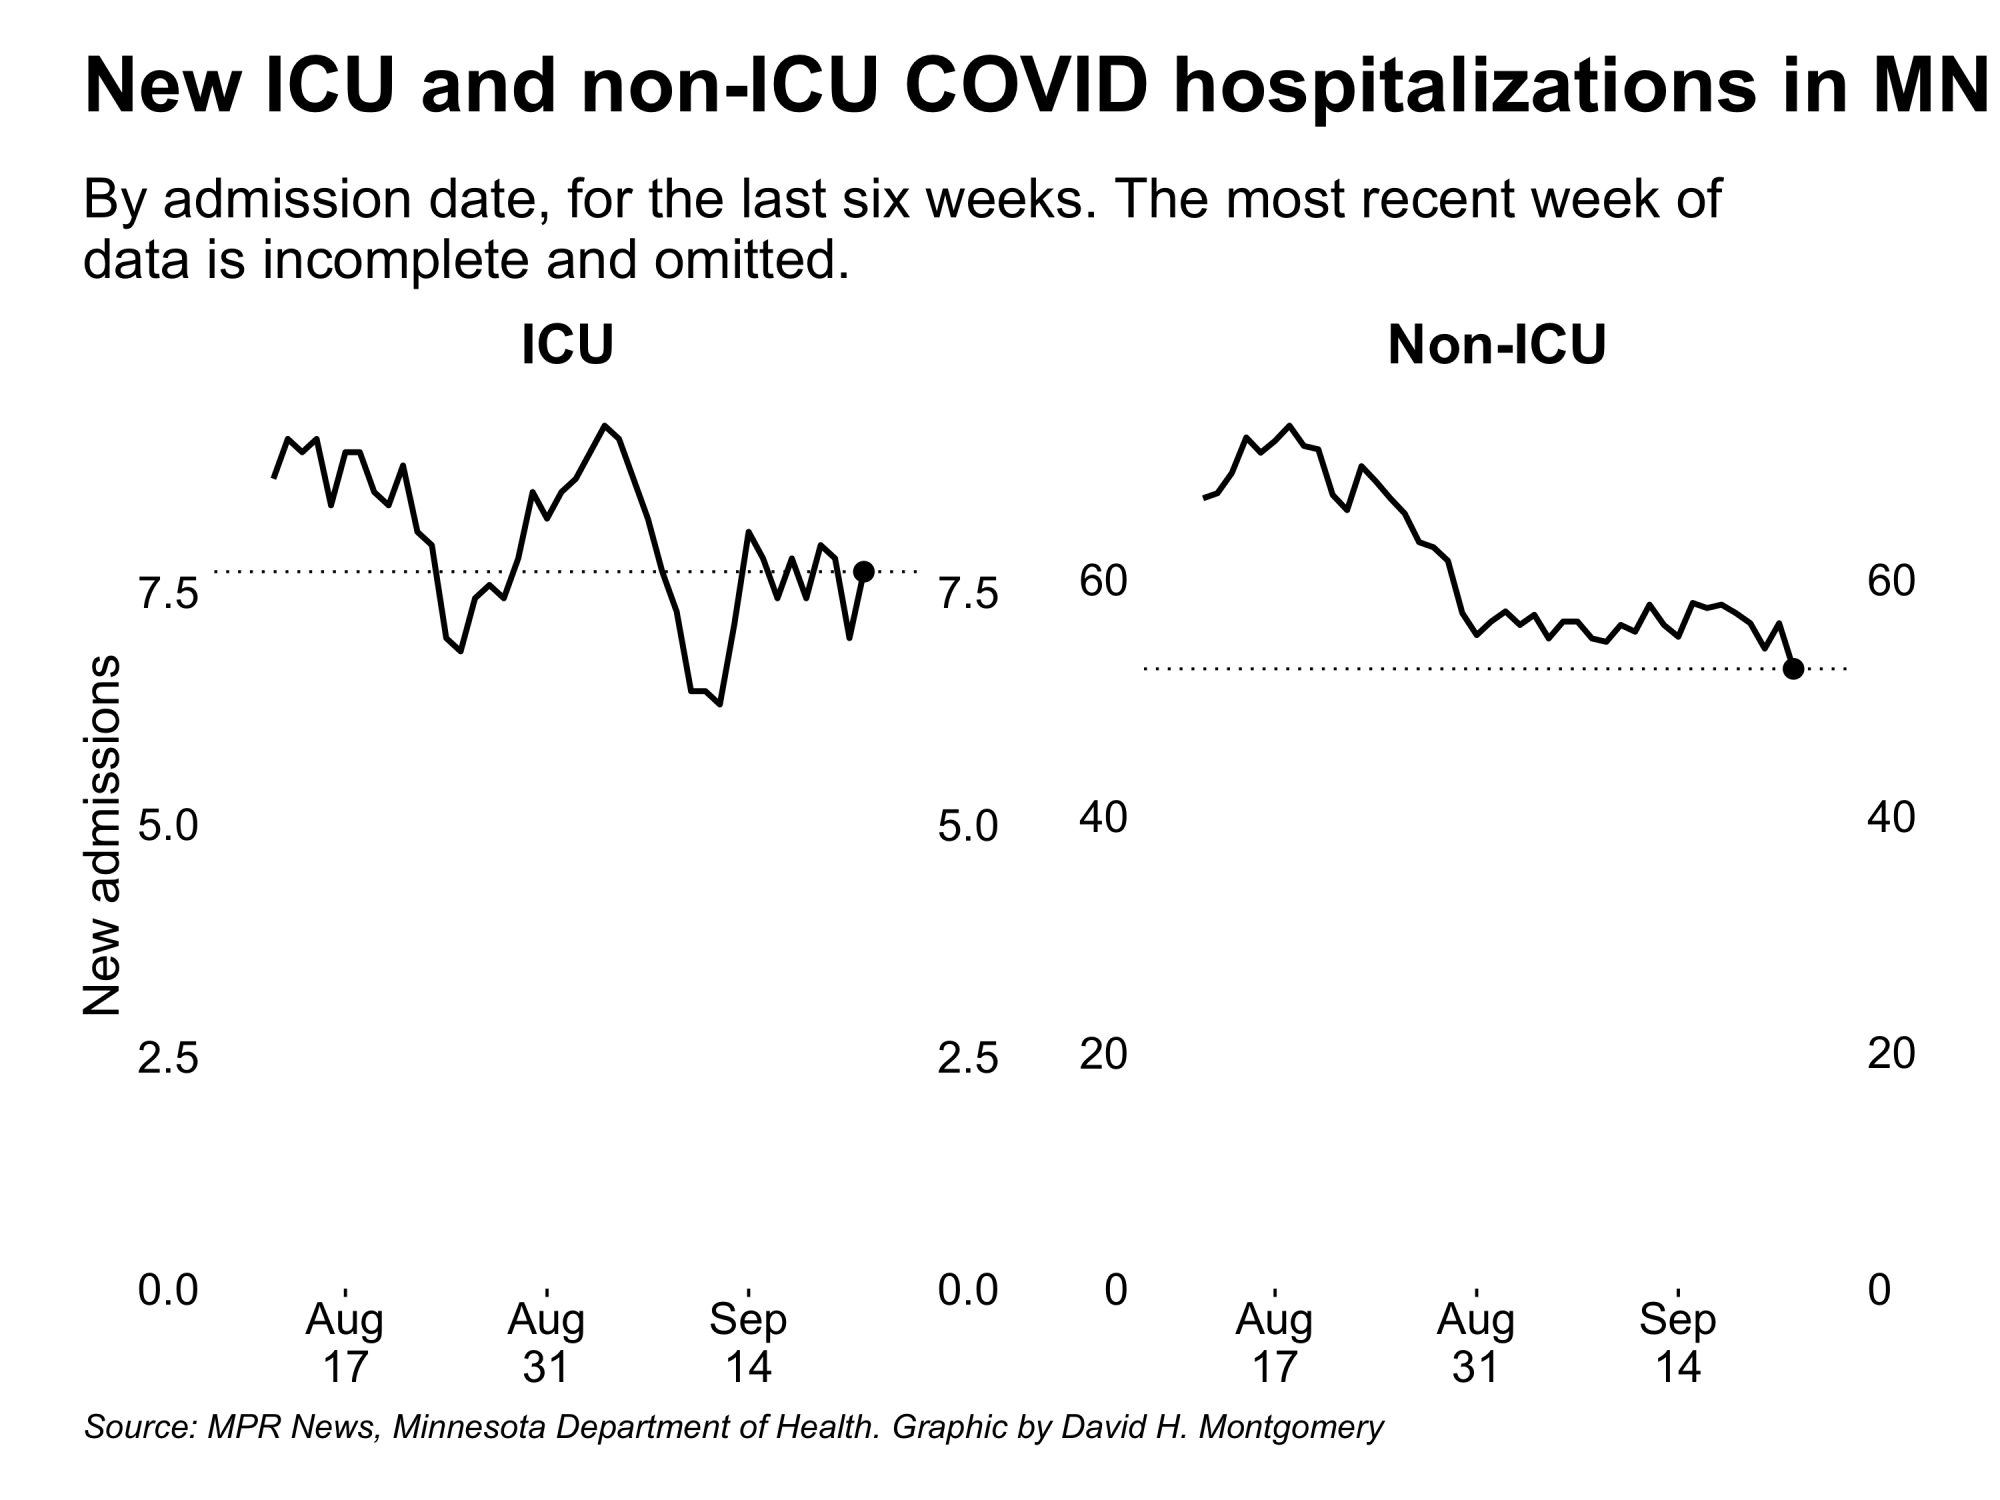 New ICU and non-ICU COVID hospitalizations in MN
By admission date, for the last six weeks. The most recent week of
data is incomplete and omitted.
ICU
Non-ICU
New admissions
7.5
5.0
2.5
0.0
7.5
5.0
2.5
0.0
60
40
20
0
60
40
20
0
Aug
17
Aug
31
Sep
14
Aug
17
Aug
31
Sep
14
Source: MPR News, Minnesota Department of Health. Graphic by David H. Montgomery